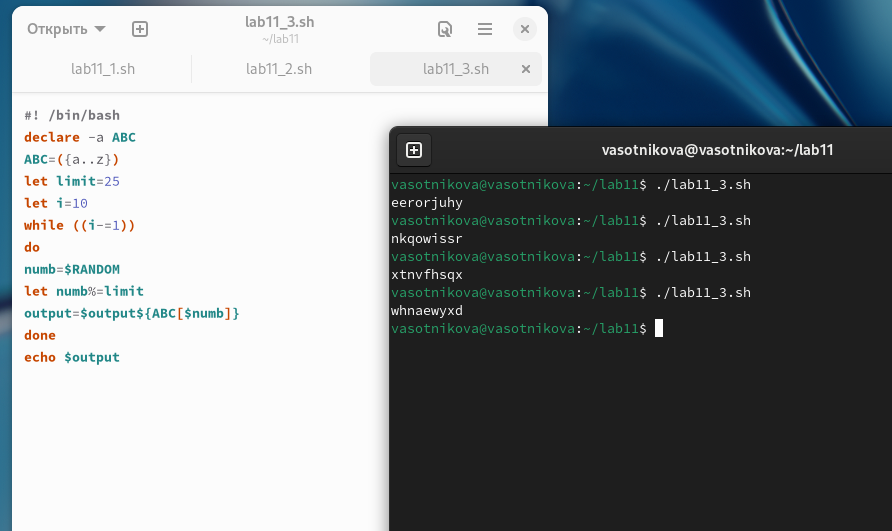 Открыть
lab11_3.sh
~/lab11
lab11_1.sh
lab11_2.sh
lab11_3.sh
#! /bin/bash
declare -a ABC
ABC=({a..z})
let limit=25
let i=10
while ((i-=1))
do
numb=$RANDOM
let numb%=limit
output=$output${ABC[$numb]}
done
echo $output
vasotnikova@vasotnikova:~/lab11
vasotnikova@vasotnikova:~/lab11$ ./lab11_3.sh
eerorjuhy
vasotnikova@vasotnikova:~/lab11$ ./lab11_3.sh
nkqowissr
vasotnikova@vasotnikova:~/lab11$ ./lab11_3.sh
xtnvfhsqx
vasotnikova@vasotnikova:~/lab11$ ./lab11_3.sh
whnaewyxd
vasotnikova@vasotnikova:~/lab11$